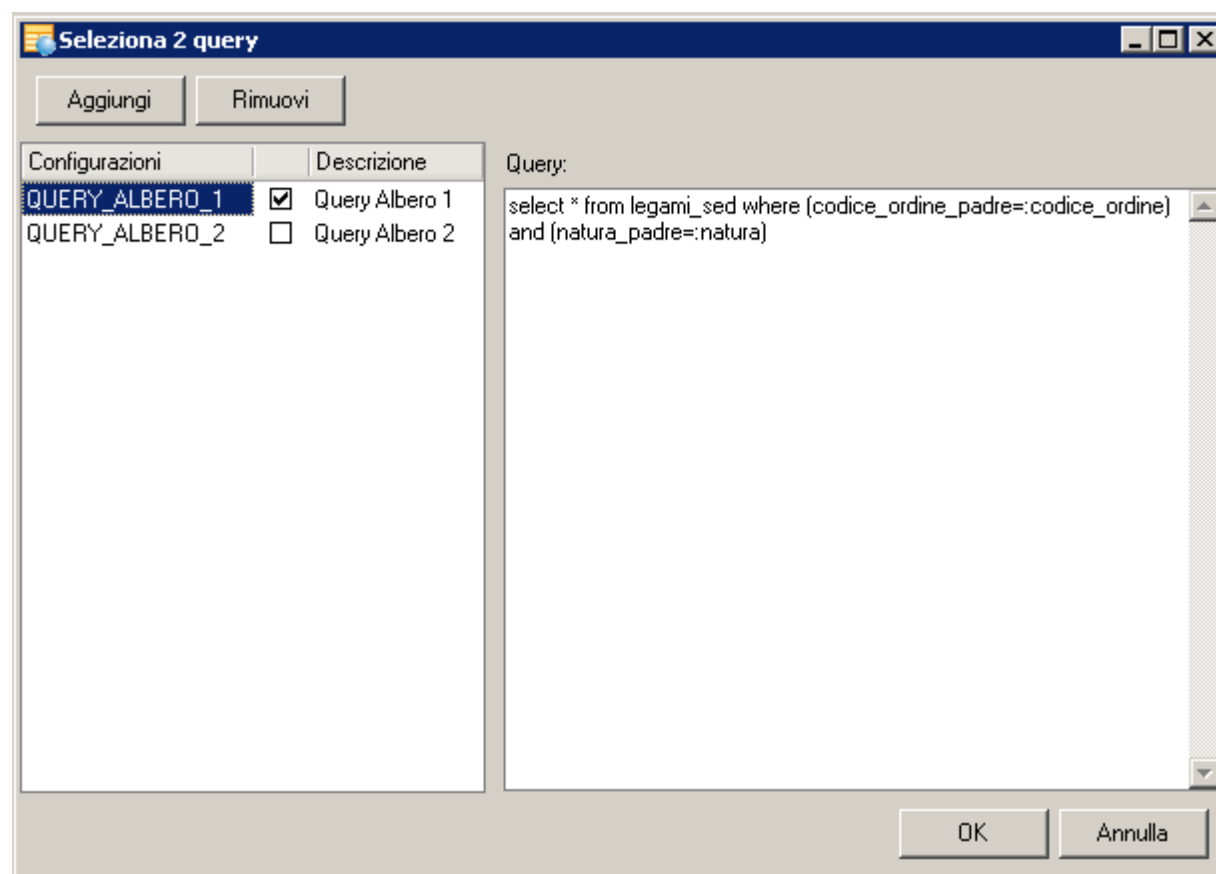 Seleziona 2 query
Aggiungi Rimuovi
Configurazioni Descrizione
QUERY_ALBERO_1 Query Albero 1
QUERY_ALBERO_2 Query Albero 2
Query:
select * from legami_sed where (codice_ordine_padre=:codice_ordine)
and (natura_padre=:natura)
OK Annulla